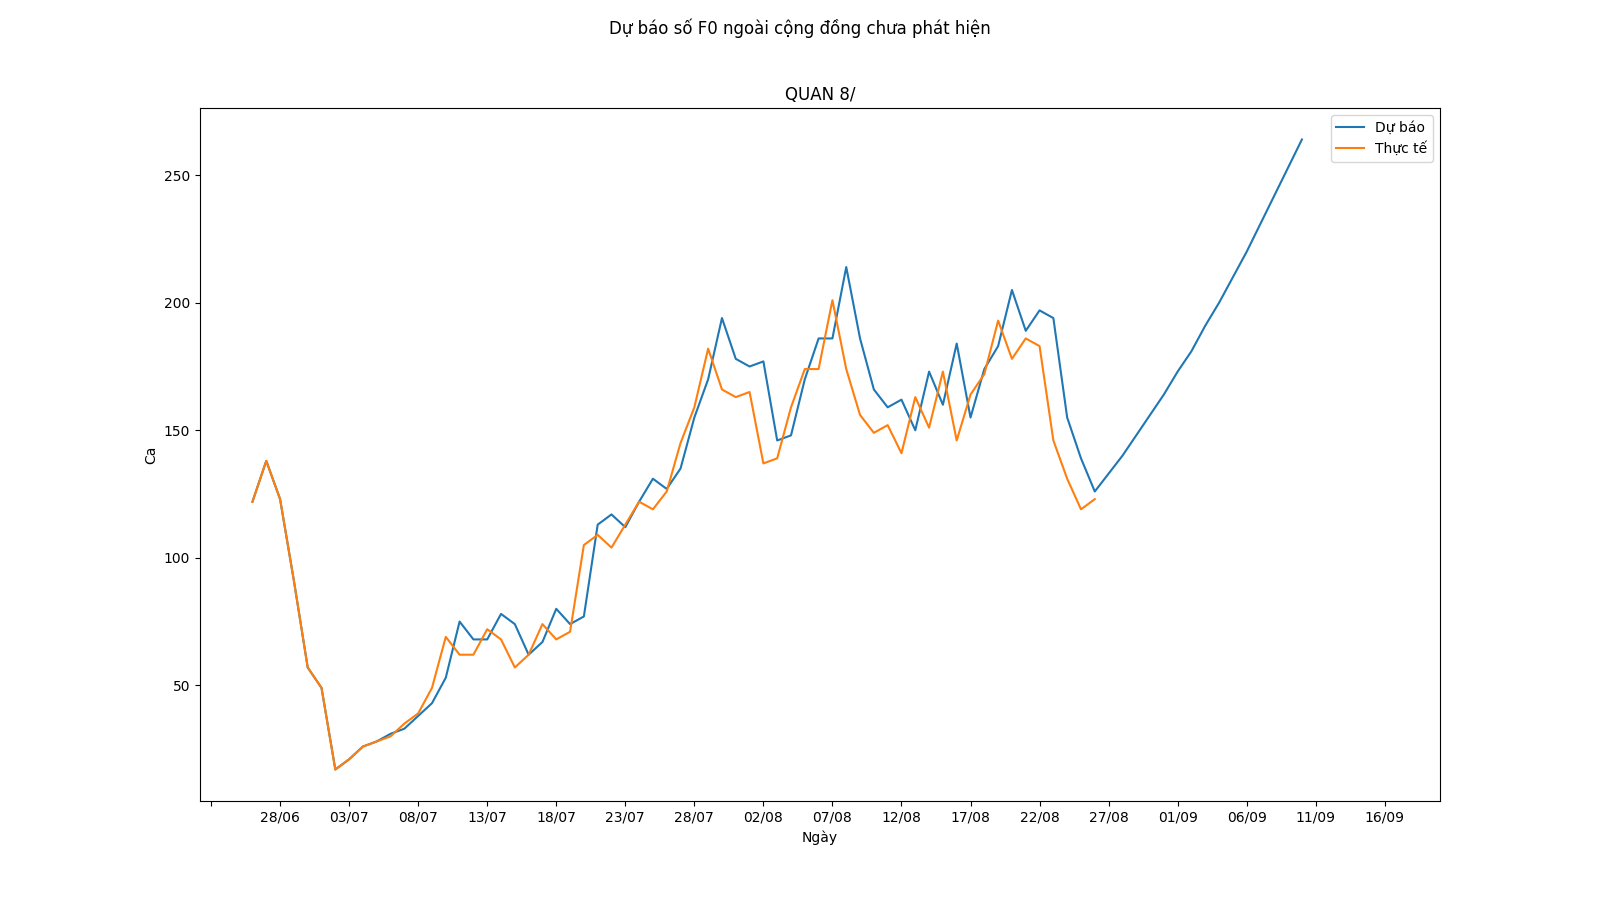 Dự báo số F0 ngoài cộng đồng chưa phát hiện
QUAN 8/
Dự báo
Thực tế
250
200
150
100
50
Ca
28/06 03/07 08/07 13/07 18/07 23/07 28/07 02/08 07/08 12/08 17/08 22/08 27/08 01/09 06/09 11/09 16/09
Ngày